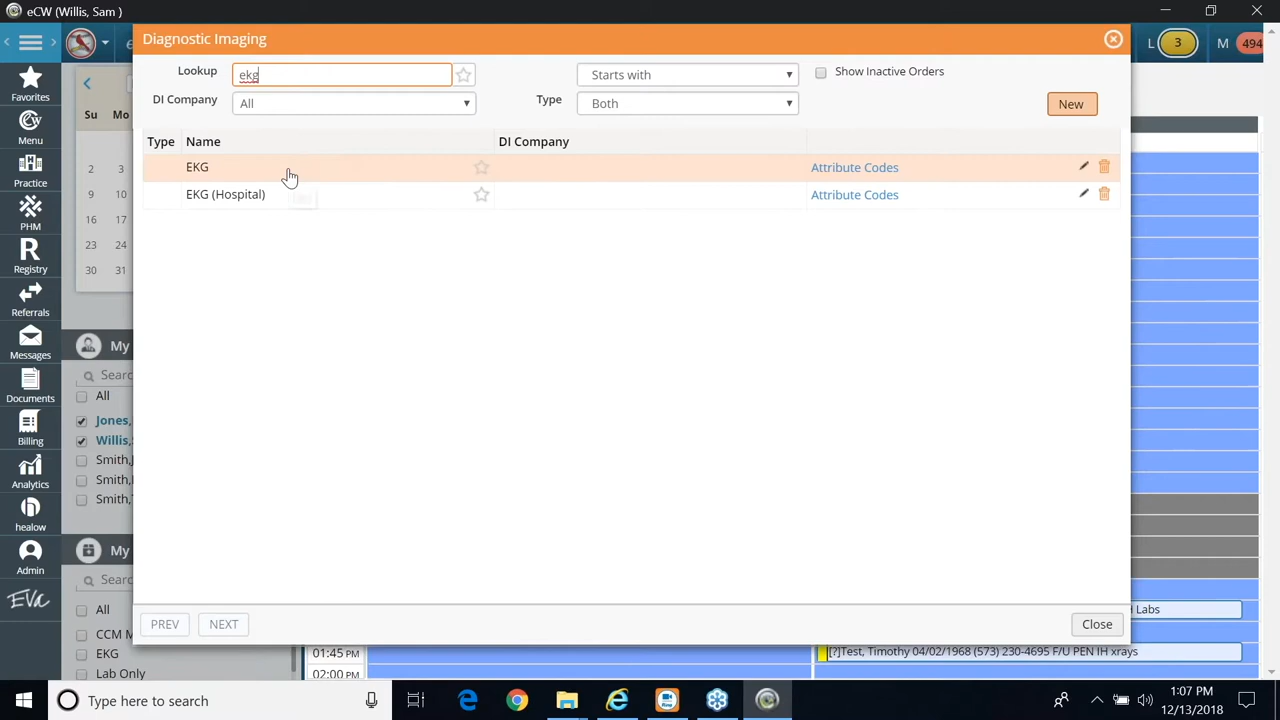 eCW (Willis, Sam )
L
3
M
494
Diagnostic Imaging
Lookup
ekg
Starts with
Show Inactive Orders
DI Company
All
Type
Both
New
Type
Name
DI Company
EKG
Attribute Codes
EKG (Hospital)
Attribute Codes
PREV
NEXT
Close
Favorites
Menu
Practice
PHM
Registry
Referrals
Messages
Documents
Billing
Analytics
healow
Admin
EVa
Su Mo
2 3
9 10
16 17
23 24
30 31
My
Searc
All
Jones,
Willis,S
Smith,J
Smith,
Smith,
My
Searc
All
CCM M
EKG
Lab Only
01:45 PM
02:00 PM
Labs
[?]Test, Timothy 04/02/1968 (573) 230-4695 F/U PEN IH xrays
Type here to search
Ring
1:07 PM
12/13/2018